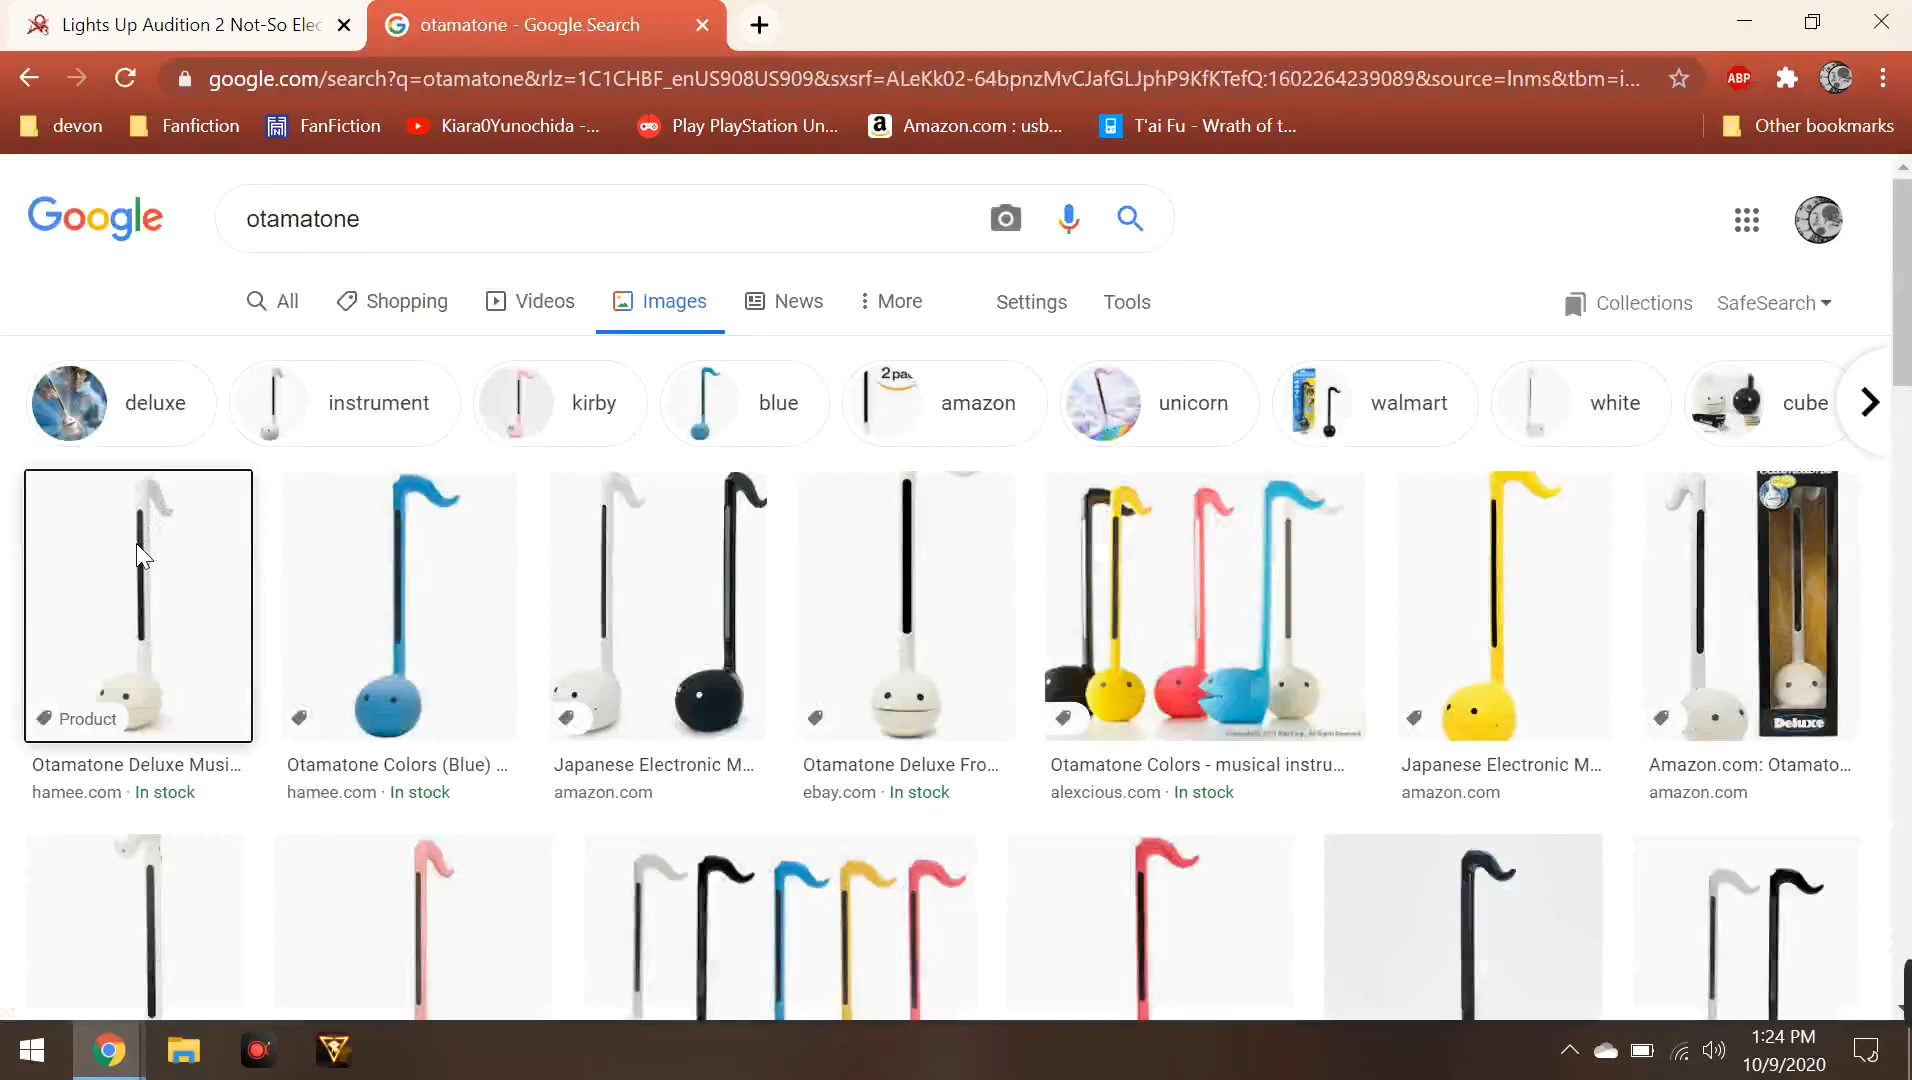 Lights Up Audition 2 Not-So Elec
otamatone - Google Search
google.com/search?q=otamatone&rlz=1C1CHBF_enUS908US909&sxsrf=ALeKk02-64bpnzMvCJafGLJphP9KfKTefQ:1602264239089&source=lnms&tbm=i...
ABP
devon
Fanfiction
FanFiction
Kiara0Yunochida -...
Play PlayStation Un...
Amazon.com : usb...
T'ai Fu - Wrath of t...
Other bookmarks
Google
otamatone
All
Shopping
Videos
Images
News
More
Settings
Tools
Collections
SafeSearch
deluxe
instrument
kirby
blue
2 pac
amazon
unicorn
walmart
white
cube
Product
Deluxe
Otamatone Deluxe Musi...
hamee.com · In stock
Otamatone Colors (Blue) ...
hamee.com · In stock
Japanese Electronic M...
amazon.com
Otamatone Deluxe Fro...
ebay.com · In stock
Otamatone Colors - musical instru...
alexcious.com · In stock
Japanese Electronic M...
amazon.com
Amazon.com: Otamato...
amazon.com
1:24 PM
10/9/2020